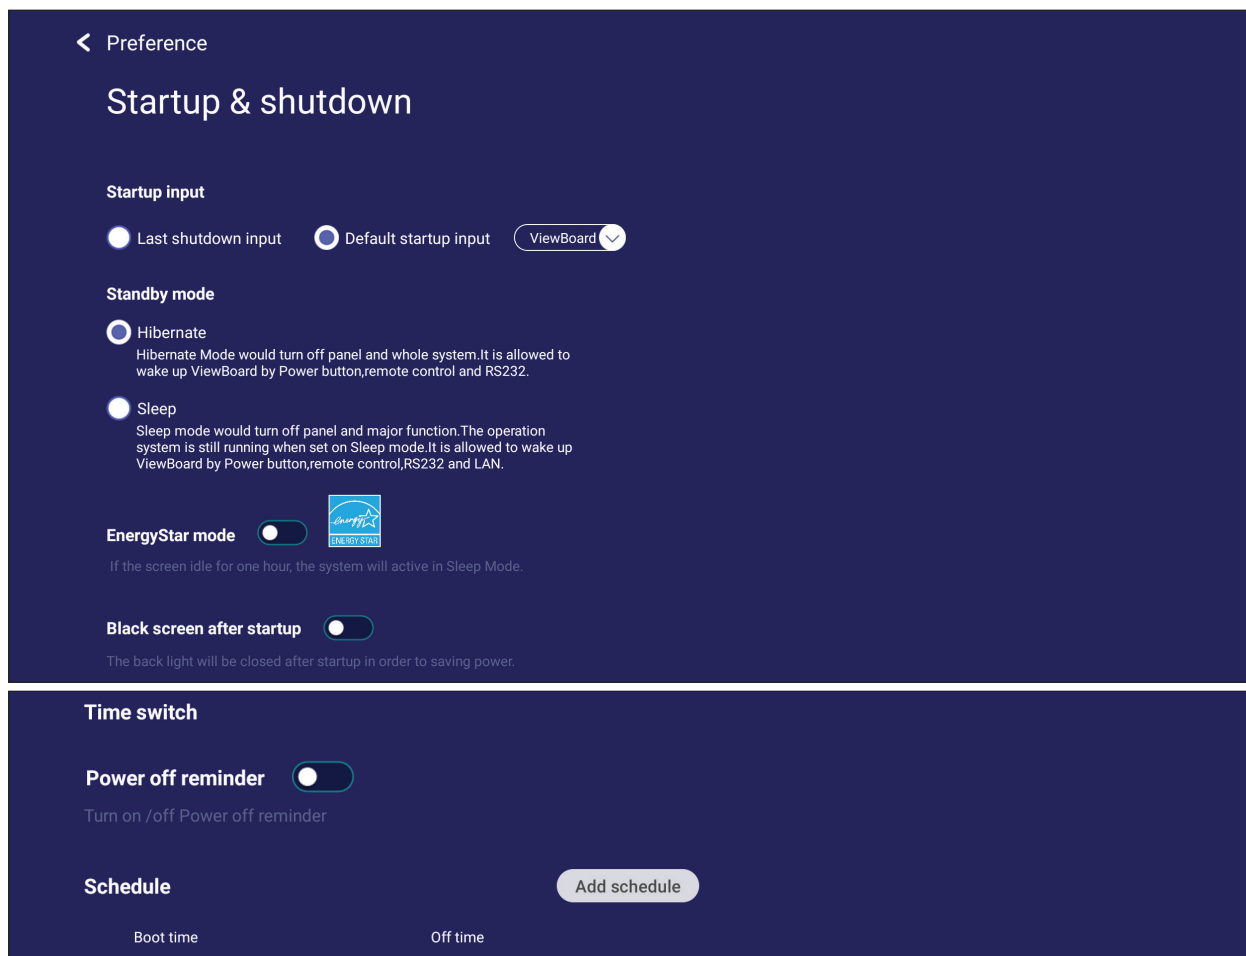 Preference
Startup & shutdown
Startup input
Last shutdown input Default startup input ViewBoard
Standby mode
Hibernate
Hibernate Mode would turn off panel and whole system.It is allowed to
wake up ViewBoard by Power button,remote control and RS232.
Sleep
Sleep mode would turn off panel and major function.The operation
system is still running when set on Sleep mode.It is allowed to wake up
ViewBoard by Power button,remote control,RS232 and LAN.
energy
ENERGY STAR
EnergyStar mode
If the screen idle for one hour, the system will active in Sleep Mode.
Black screen after startup
The back light will be closed after startup in order to saving power.
Time switch
Power off reminder
Turn on /off Power off reminder
Schedule Add schedule
Boot time Off time